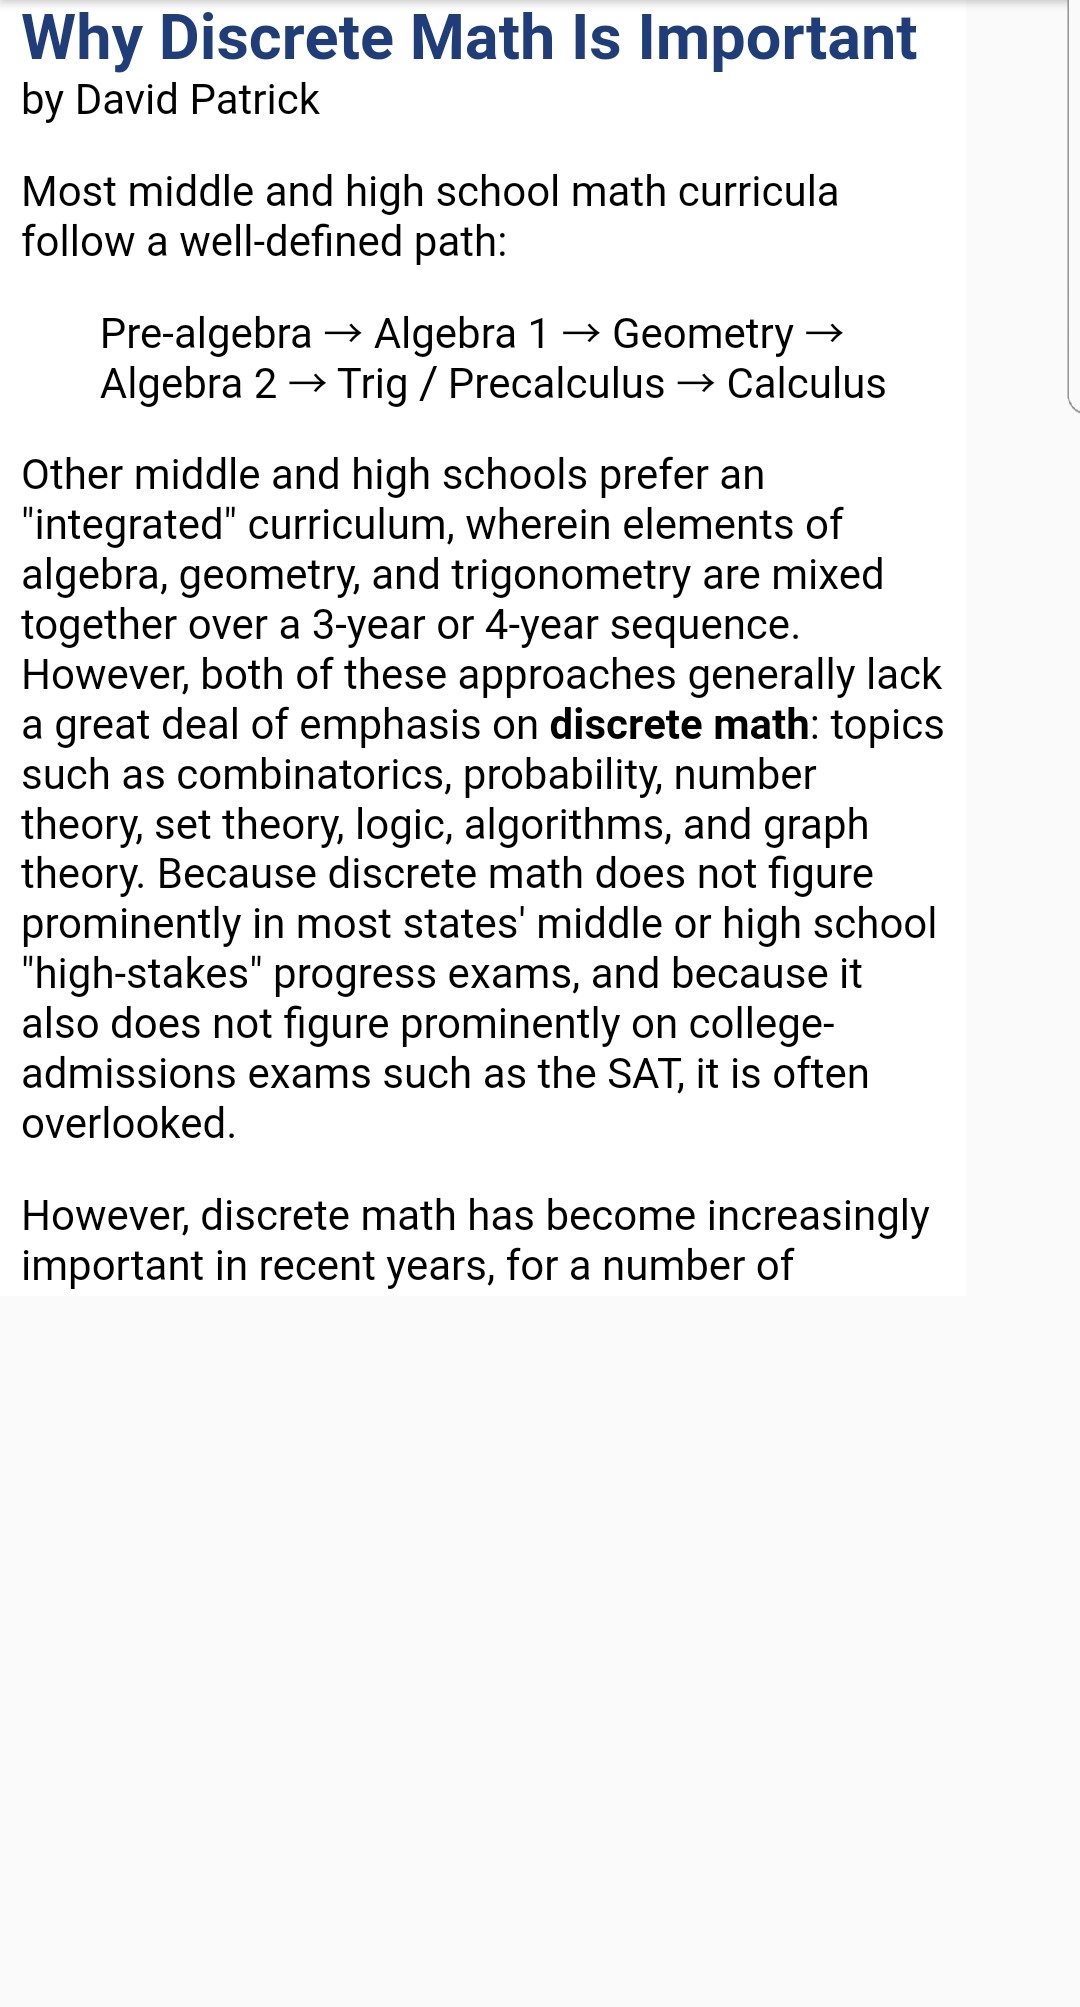 Why Discrete Math Is Important
by David Patrick
Most middle and high school math curricula
follow a well-defined path:
Pre-algebra → Algebra 1 → Geometry →
Algebra 2 → Trig / Precalculus → Calculus
Other middle and high schools prefer an
"integrated" curriculum, wherein elements of
algebra, geometry, and trigonometry are mixed
together over a 3-year or 4-year sequence.
However, both of these approaches generally lack
a great deal of emphasis on discrete math: topics
such as combinatorics, probability, number
theory, set theory, logic, algorithms, and graph
theory. Because discrete math does not figure
prominently in most states' middle or high school
"high-stakes" progress exams, and because it
also does not figure prominently on college-
admissions exams such as the SAT, it is often
overlooked.
However, discrete math has become increasingly
important in recent years, for a number of